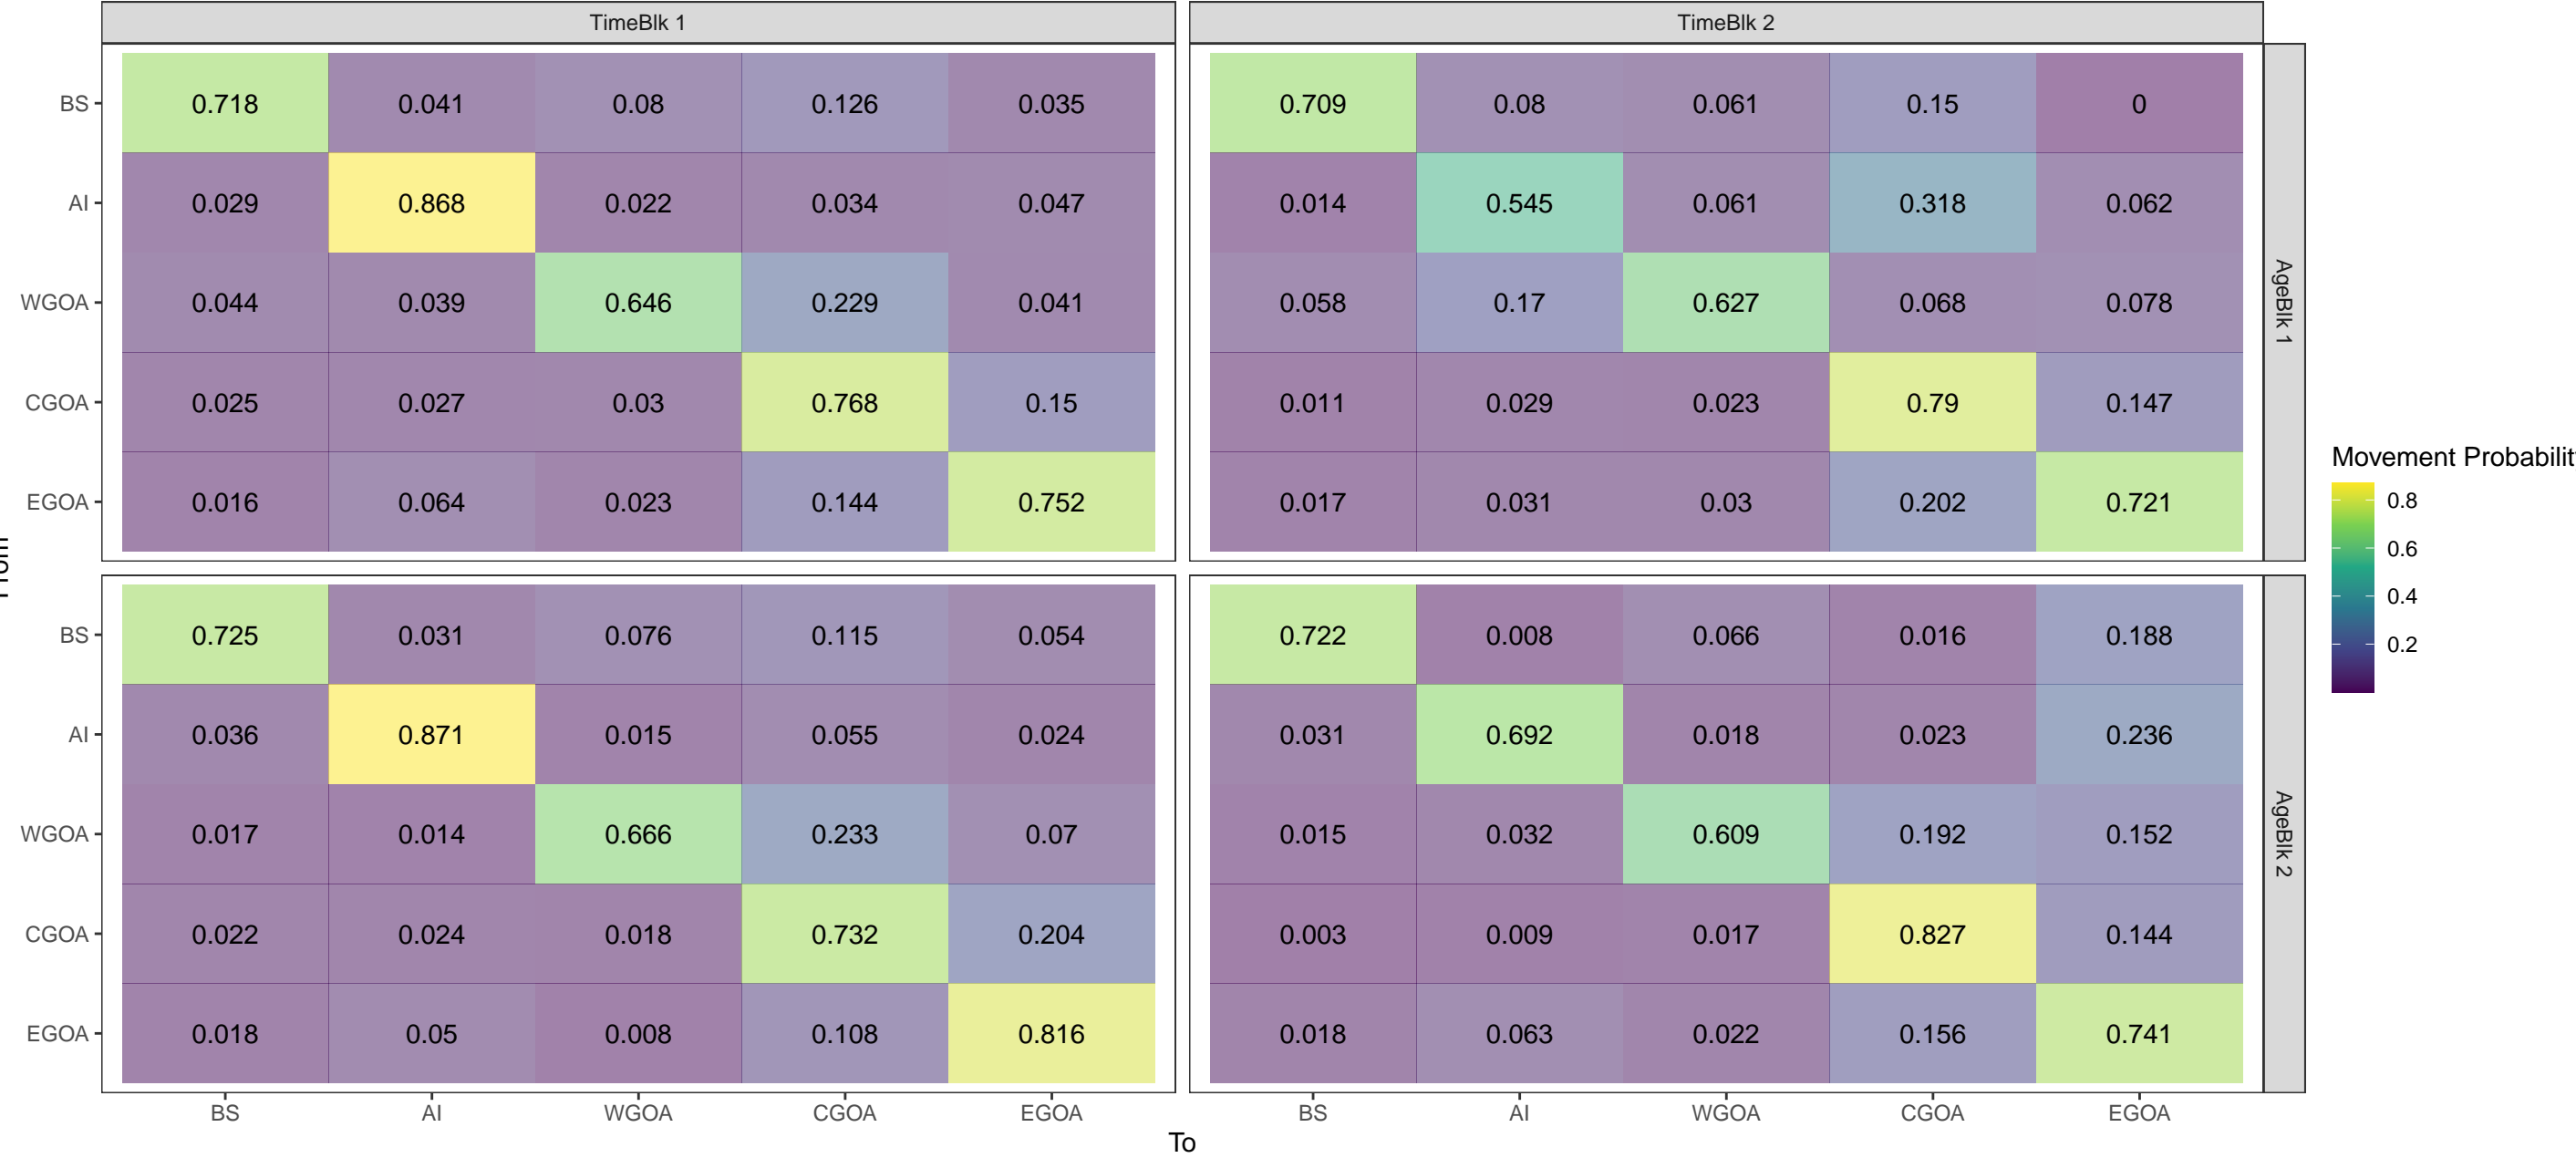 TimeBlk 1 TimeBlk 2
BS 0.718 0.041 0.08 0.126 0.035 0.709 0.08 0.061 0.15 0
AI 0.029 0.868 0.022 0.034 0.047 0.014 0.545 0.061 0.318 0.062
WGOA 0.044 0.039 0.646 0.229 0.041 0.058 0.17 0.627 0.068 0.078
AgeBlk 1
CGOA 0.025 0.027 0.03 0.768 0.15 0.011 0.029 0.023 0.79 0.147
EGOA 0.016 0.064 0.023 0.144 0.752 0.017 0.031 0.03 0.202 0.721
BS 0.725 0.031 0.076 0.115 0.054 0.722 0.008 0.066 0.016 0.188
AI 0.036 0.871 0.015 0.055 0.024 0.031 0.692 0.018 0.023 0.236
WGOA 0.017 0.014 0.666 0.233 0.07 0.015 0.032 0.609 0.192 0.152
AgeBlk 2
CGOA 0.022 0.024 0.018 0.732 0.204 0.003 0.009 0.017 0.827 0.144
EGOA 0.018 0.05 0.008 0.108 0.816 0.018 0.063 0.022 0.156 0.741
BS AI WGOA CGOA EGOA BS AI WGOA CGOA EGOA
To
Movement Probabilit
0.8
0.6
0.4
0.2